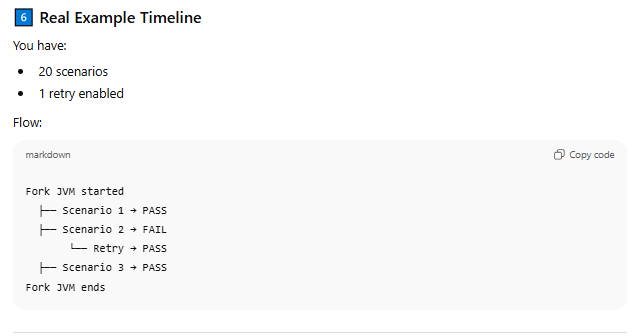 6 Real Example Timeline
You have:
• 20 scenarios
• 1 retry enabled
Flow:
markdown Copy code
Fork JVM started
├── Scenario 1 → PASS
├── Scenario 2 → FAIL
└── Retry → PASS
├── Scenario 3 → PASS
Fork JVM ends